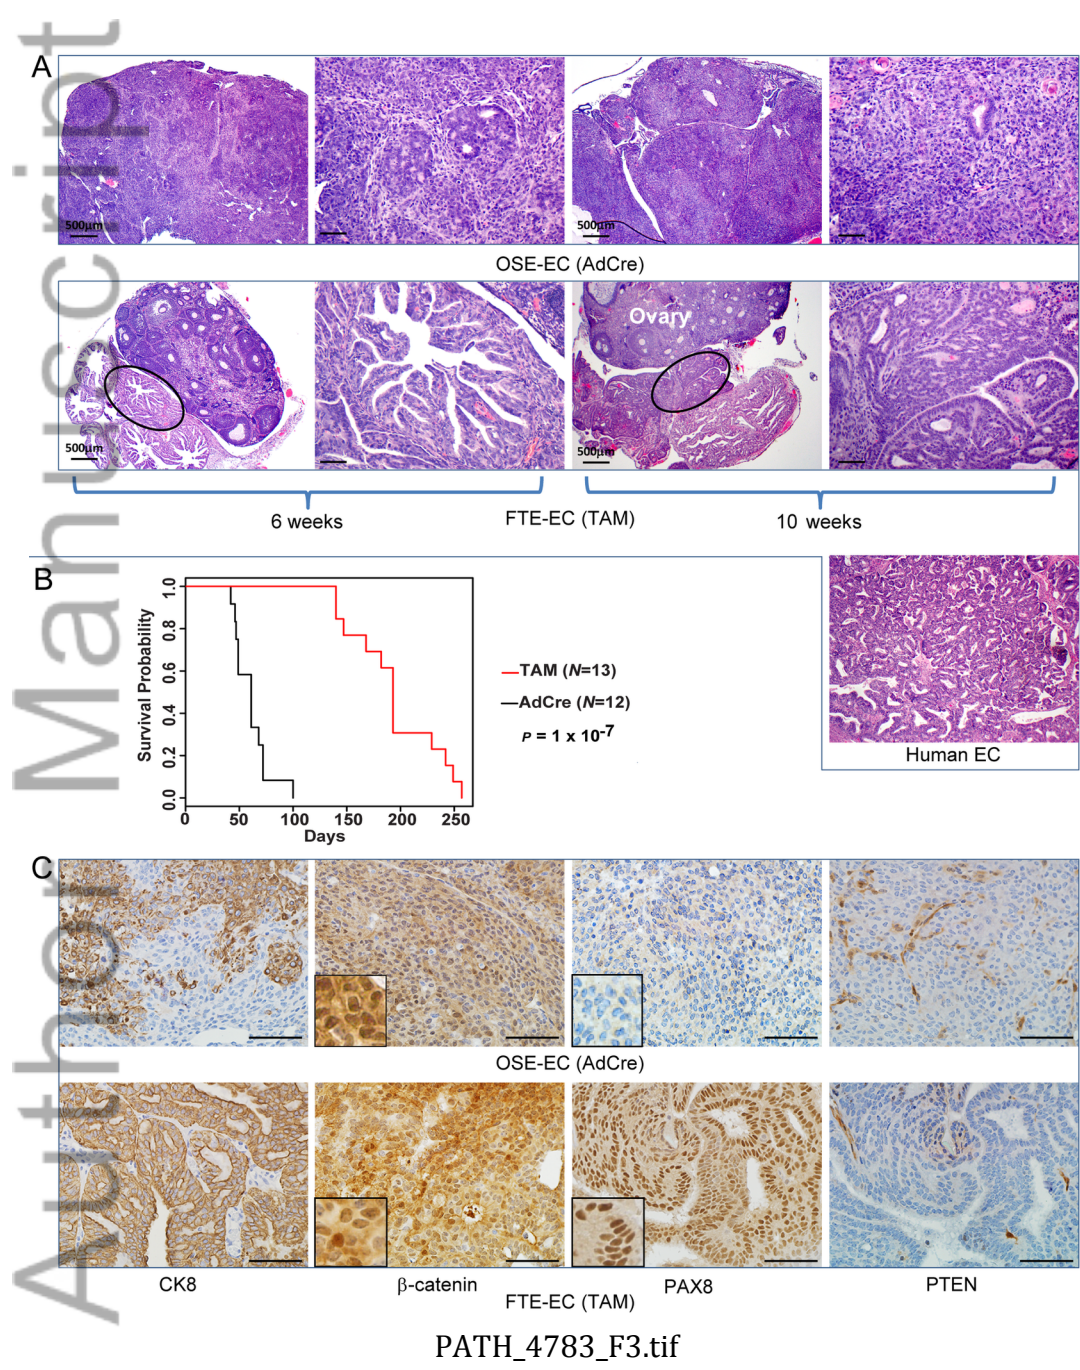 Author Manuscript
A
500µm
500µm
OSE-EC (AdCre)
Ovary
500µm
500µm
6 weeks
FTE-EC (TAM)
10 weeks
B
Survival Probability
1.0
0.8
0.6
0.4
0.2
0.0
0 50 100 150 200 250
Days
TAM (N=13)
AdCre (N=12)
P = 1 x 10-7
Human EC
C
OSE-EC (AdCre)
CK8
β-catenin
PAX8
PTEN
FTE-EC (TAM)
PATH_4783_F3.tif